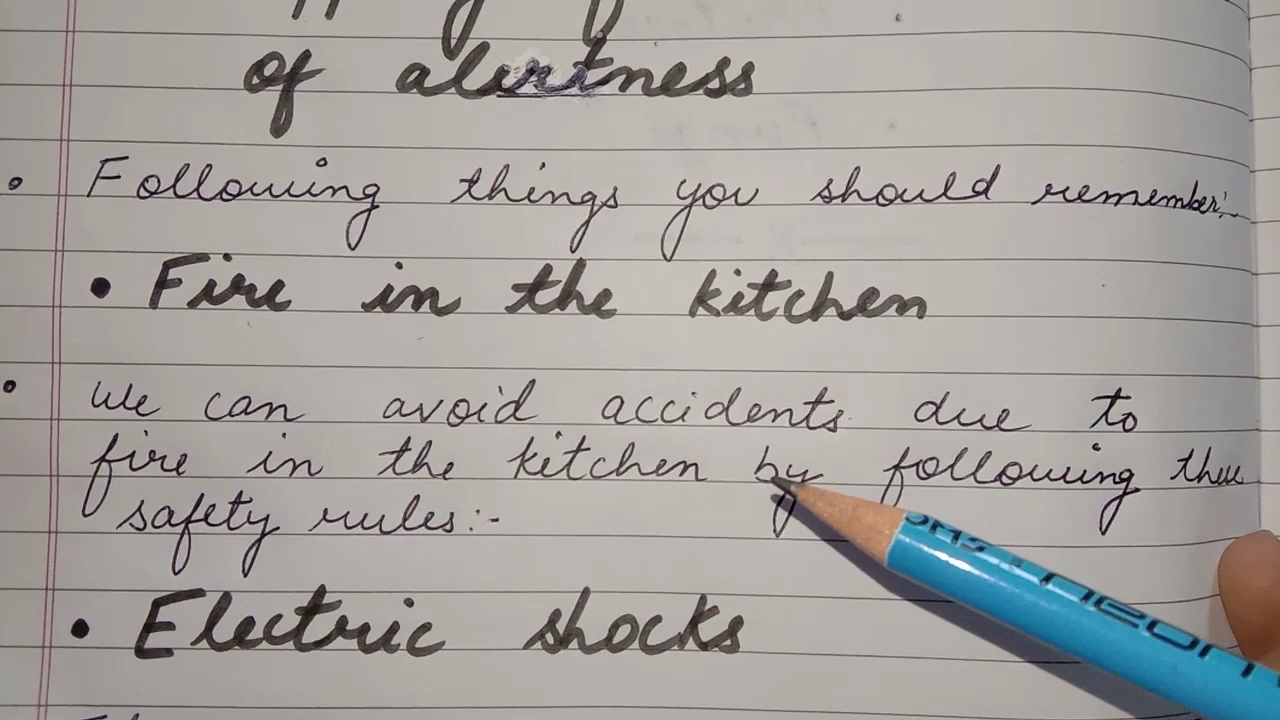 of alertness
• Following things you should remember:-
• Fire in the kitchen
• We can avoid accidents due to
fire in the kitchen by following these
safety rules:-
• Electric shocks